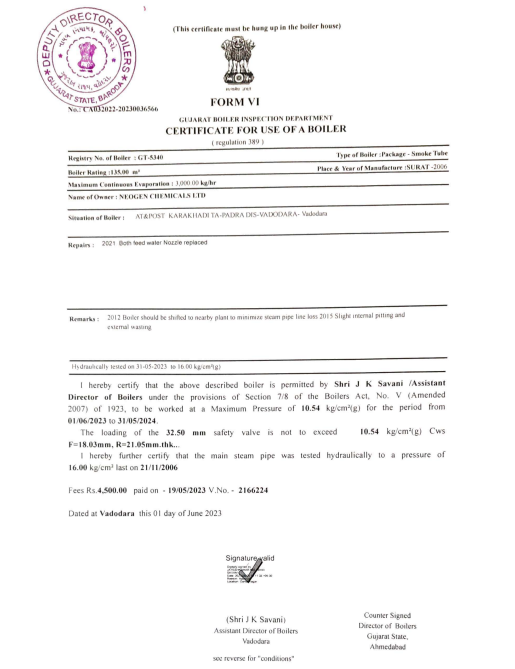 (This certificate must be hung up in the boiler house)
DEPUTY DIRECTOR BOILERS
GUJARAT STATE, BARODA
No.: CA032022-20230036566
FORM VI
GUJARAT BOILER INSPECTION DEPARTMENT
CERTIFICATE FOR USE OF A BOILER
( regulation 389 )
Registry No. of Boiler : GT-5340
Type of Boiler :Package - Smoke Tube
Boiler Rating :135.00 m²
Place & Year of Manufacture :SURAT -2006
Maximum Continuous Evaporation : 3,000.00 kg/hr
Name of Owner : NEOGEN CHEMICALS LTD
Situation of Boiler : AT&POST KARAKHADI TA-PADRA DIS-VADODARA- Vadodara
Repairs : 2021 Both feed water Nozzle replaced
Remarks : 2012 Boiler should be shifted to nearby plant to minimize steam pipe line loss 2015 Slight internal pitting and
external wasting
Hydraulically tested on 31-05-2023 to 16.00 kg/cm²(g)
I hereby certify that the above described boiler is permitted by Shri J K Savani /Assistant
Director of Boilers under the provisions of Section 7/8 of the Boilers Act, No. V (Amended
2007) of 1923, to be worked at a Maximum Pressure of 10.54 kg/cm²(g) for the period from
01/06/2023 to 31/05/2024.
The loading of the 32.50 mm safety valve is not to exceed 10.54 kg/cm²(g) Cws
F=18.03mm, R=21.05mm.thk...
I hereby further certify that the main steam pipe was tested hydraulically to a pressure of
16.00 kg/cm² last on 21/11/2006
Fees Rs.4,500.00 paid on - 19/05/2023 V.No. - 2166224
Dated at Vadodara this 01 day of June 2023
Signature valid
(Shri J K Savani)
Assistant Director of Boilers
Vadodara
Counter Signed
Director of Boilers
Gujarat State,
Ahmedabad
see reverse for "conditions"